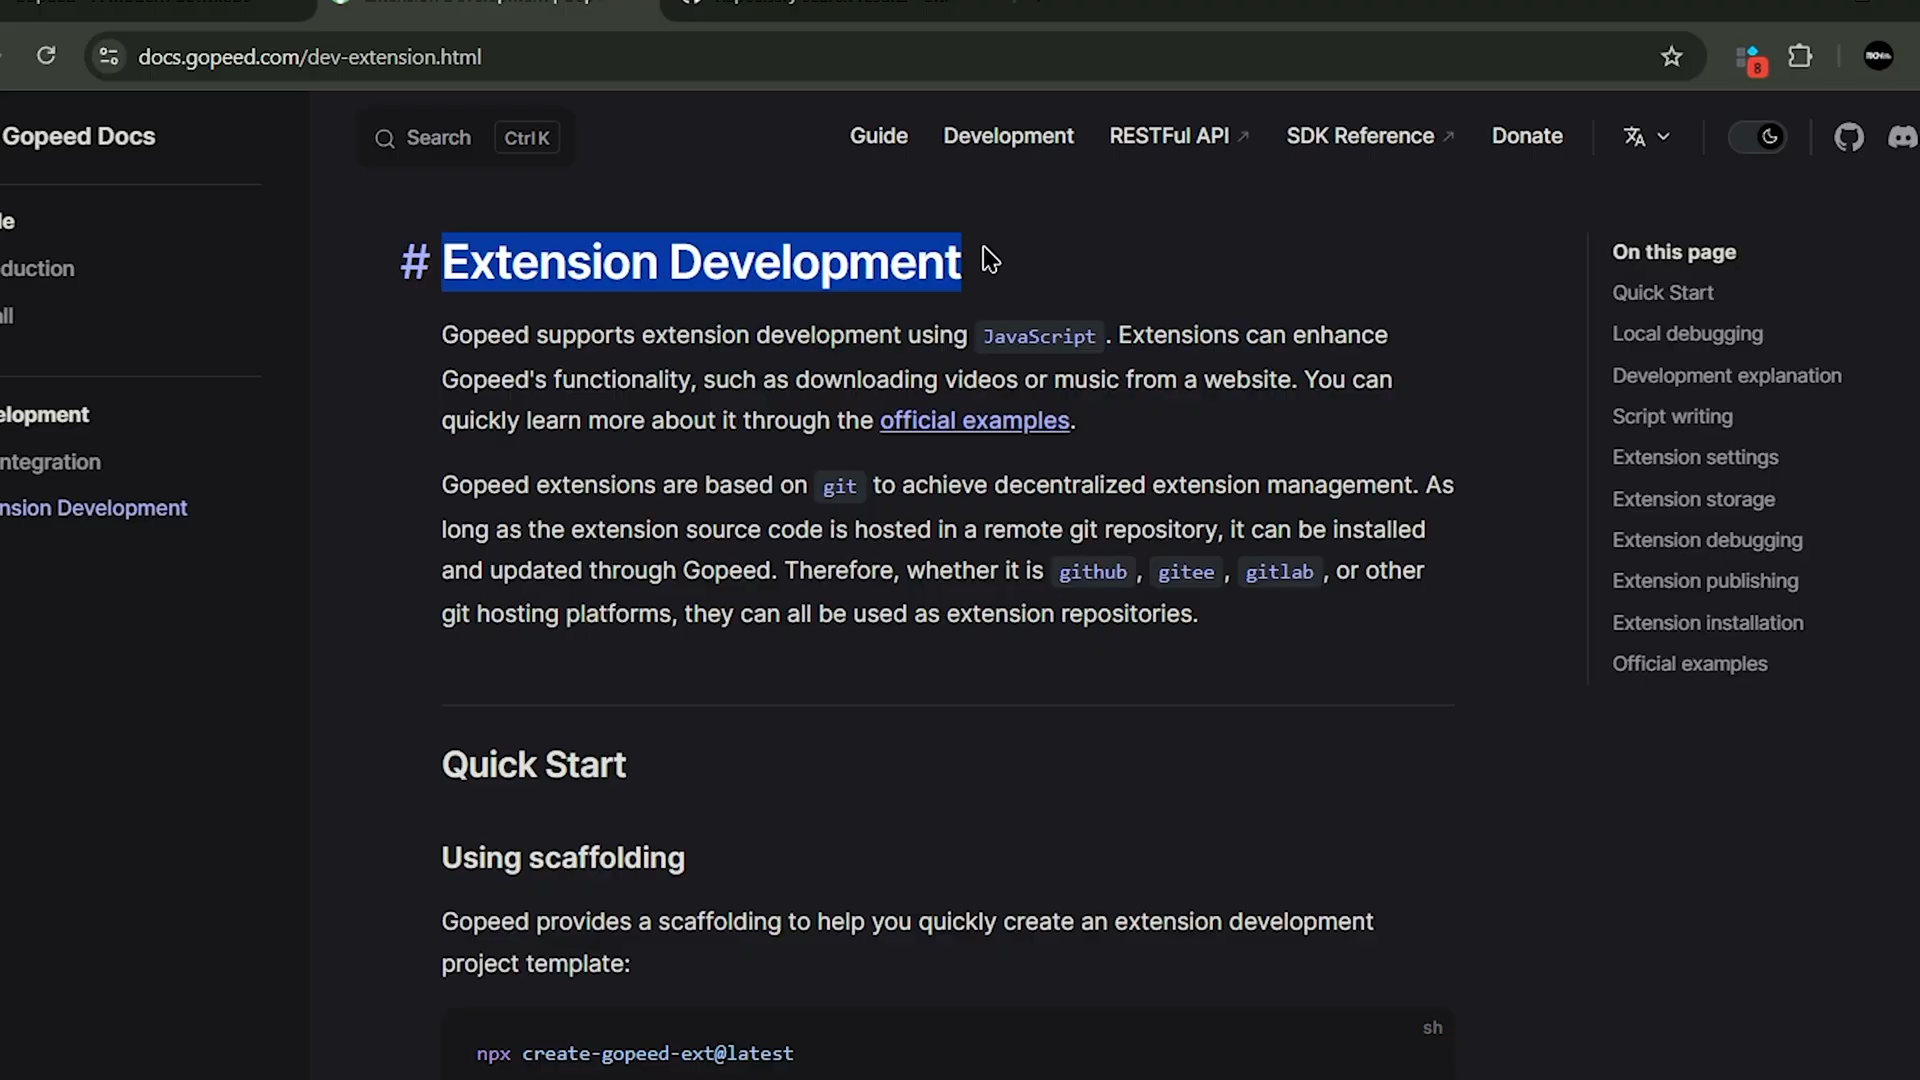 docs.gopeed.com/dev-extension.html
8
Gopeed Docs
Search Ctrl K
Guide Development RESTFul API SDK Reference Donate
# Extension Development
Gopeed supports extension development using JavaScript. Extensions can enhance
Gopeed's functionality, such as downloading videos or music from a website. You can
quickly learn more about it through the official examples.
Gopeed extensions are based on git to achieve decentralized extension management. As
long as the extension source code is hosted in a remote git repository, it can be installed
and updated through Gopeed. Therefore, whether it is github, gitee, gitlab, or other
git hosting platforms, they can all be used as extension repositories.
Quick Start
Using scaffolding
Gopeed provides a scaffolding to help you quickly create an extension development
project template:
sh
npx create-gopeed-ext@latest
le
duction
ll
elopment
ntegration
nsion Development
On this page
Quick Start
Local debugging
Development explanation
Script writing
Extension settings
Extension storage
Extension debugging
Extension publishing
Extension installation
Official examples